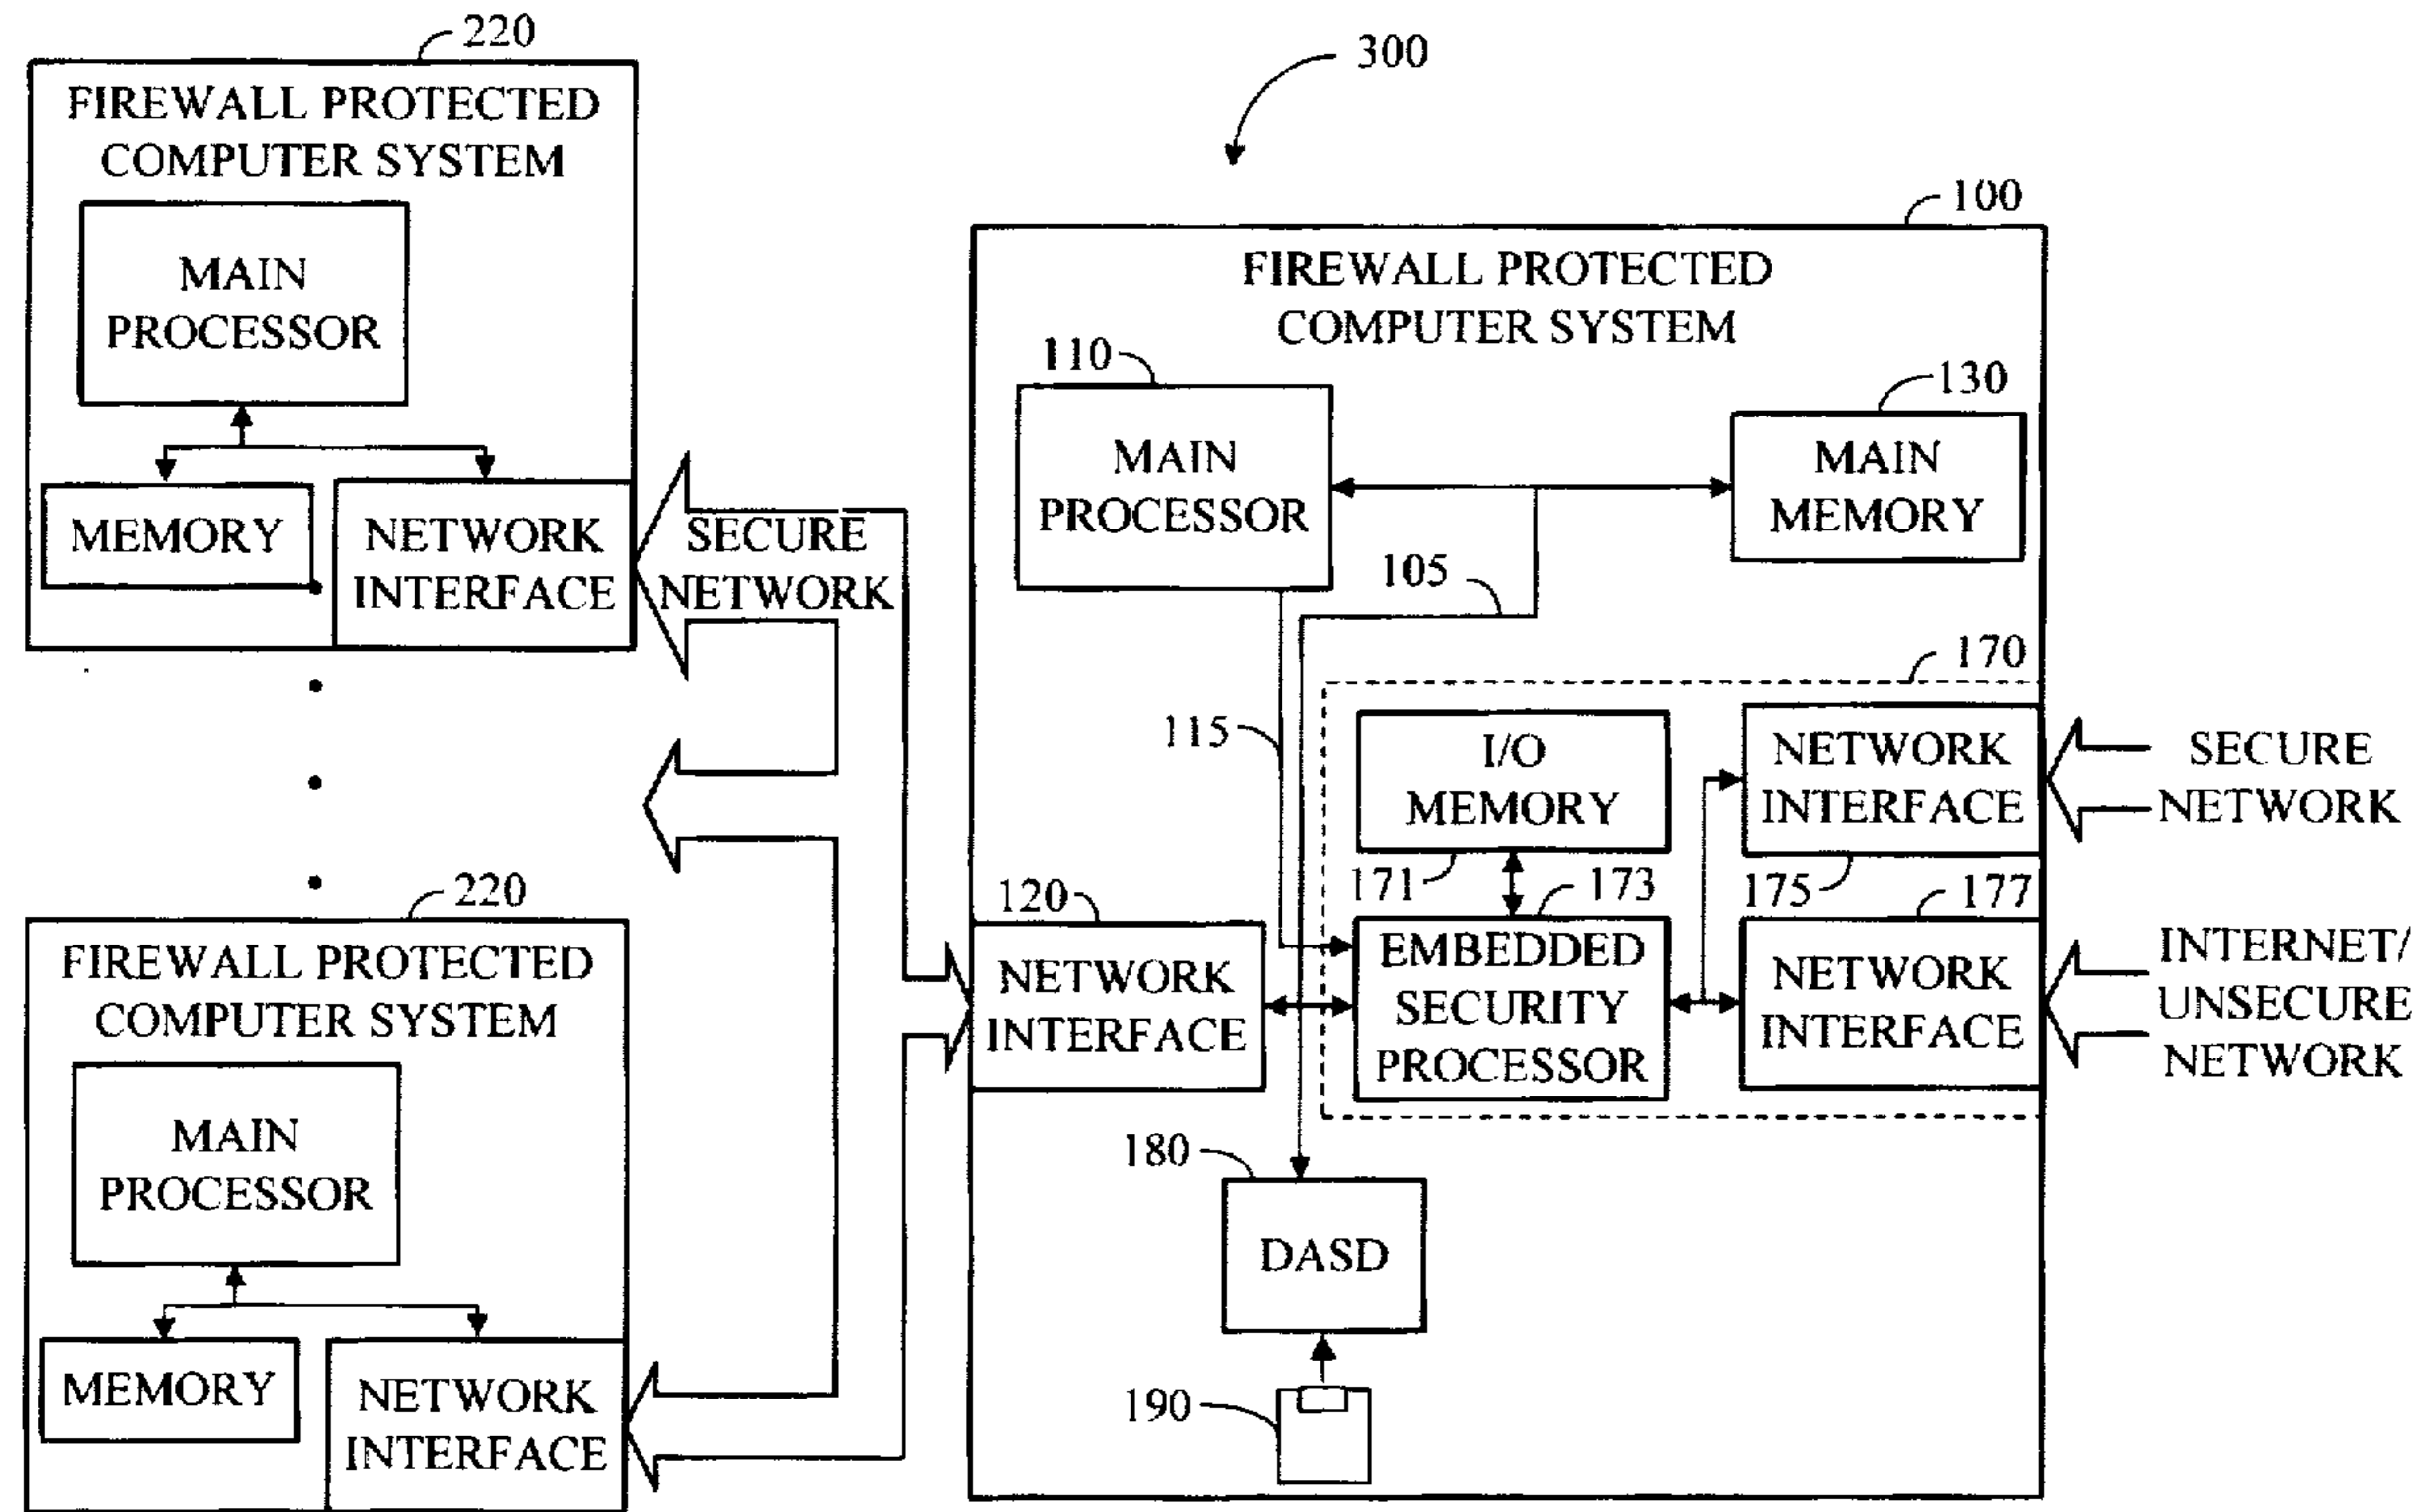 220
FIREWALL PROTECTED
COMPUTER SYSTEM
MAIN
PROCESSOR
MEMORY
NETWORK
INTERFACE
SECURE
NETWORK
220
FIREWALL PROTECTED
COMPUTER SYSTEM
MAIN
PROCESSOR
MEMORY
NETWORK
INTERFACE
300
100
FIREWALL PROTECTED
COMPUTER SYSTEM
110
MAIN
PROCESSOR
130
MAIN
MEMORY
105
115
170
I/O
MEMORY
171
NETWORK
INTERFACE
175
SECURE
NETWORK
120
NETWORK
INTERFACE
173
EMBEDDED
SECURITY
PROCESSOR
177
NETWORK
INTERFACE
INTERNET/
UNSECURE
NETWORK
180
DASD
190